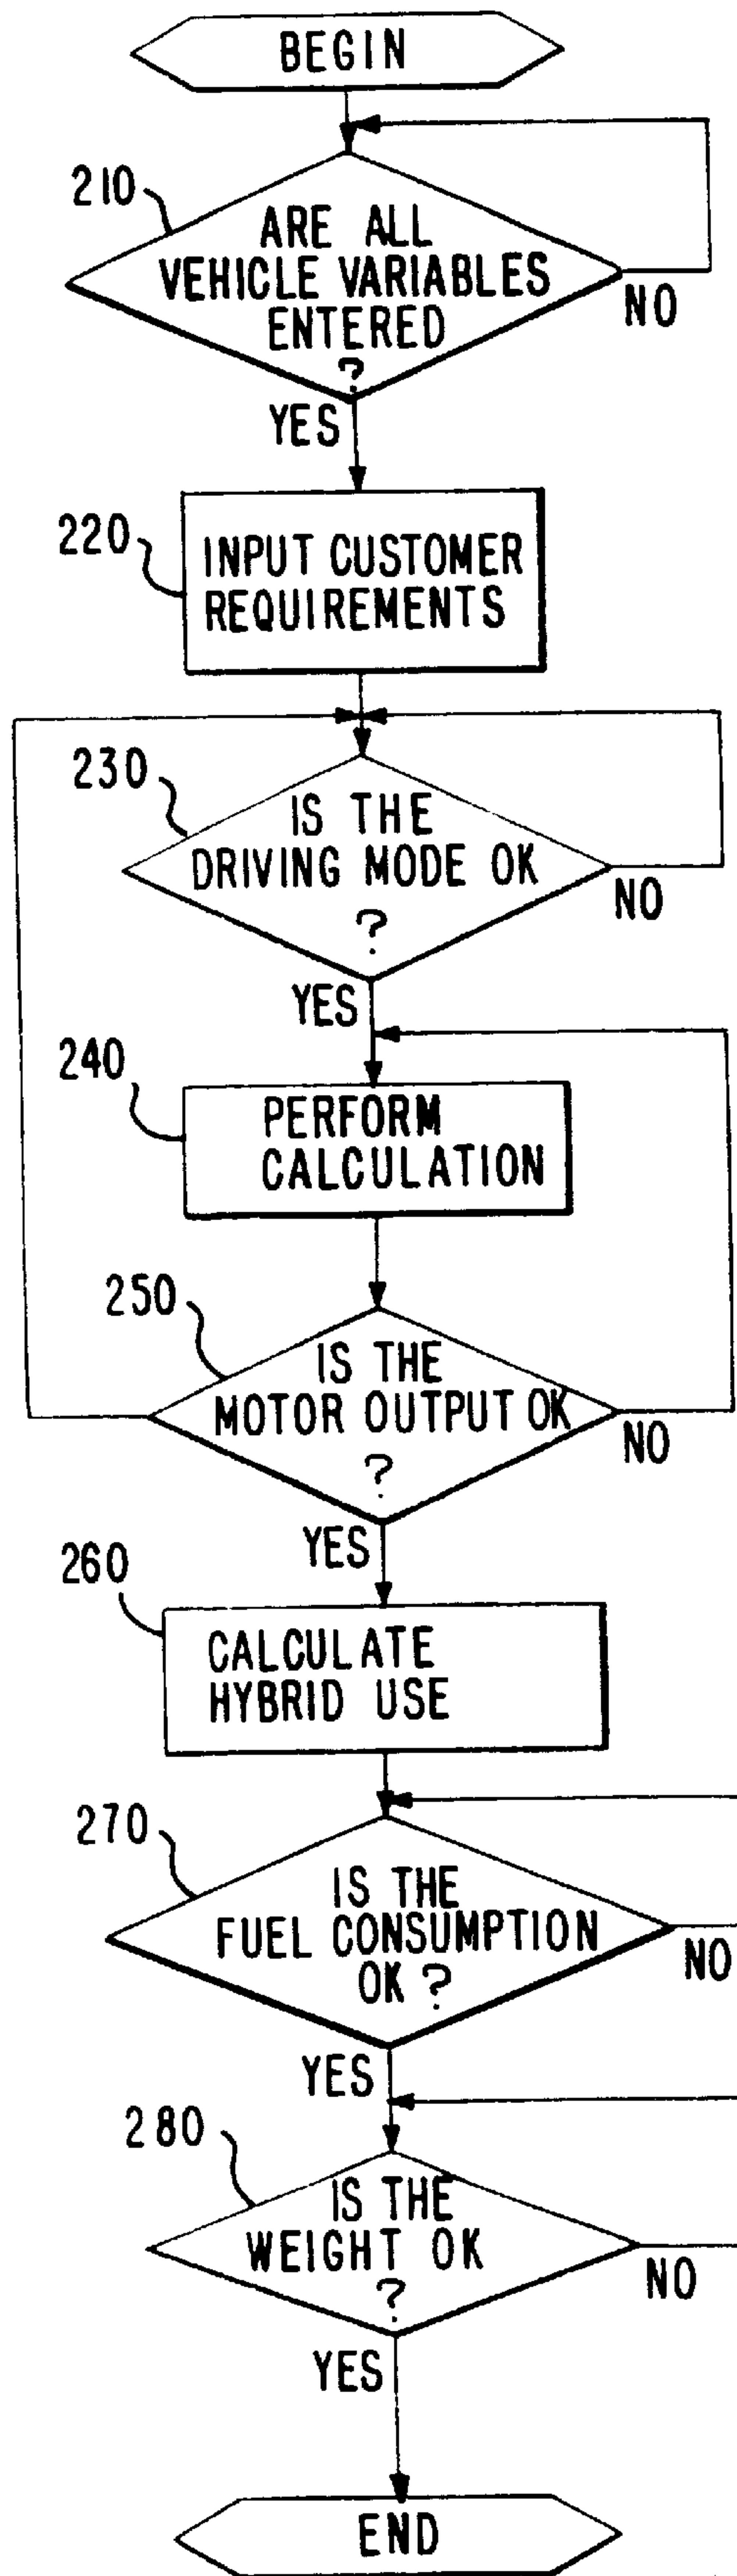 BEGIN
210
ARE ALL
VEHICLE VARIABLES
ENTERED
?
NO
YES
220
INPUT CUSTOMER
REQUIREMENTS
230
IS THE
DRIVING MODE OK
?
NO
YES
240
PERFORM
CALCULATION
250
IS THE
MOTOR OUTPUT OK
?
NO
YES
260
CALCULATE
HYBRID USE
270
IS THE
FUEL CONSUMPTION
OK ?
NO
YES
280
IS THE
WEIGHT OK
?
NO
YES
END